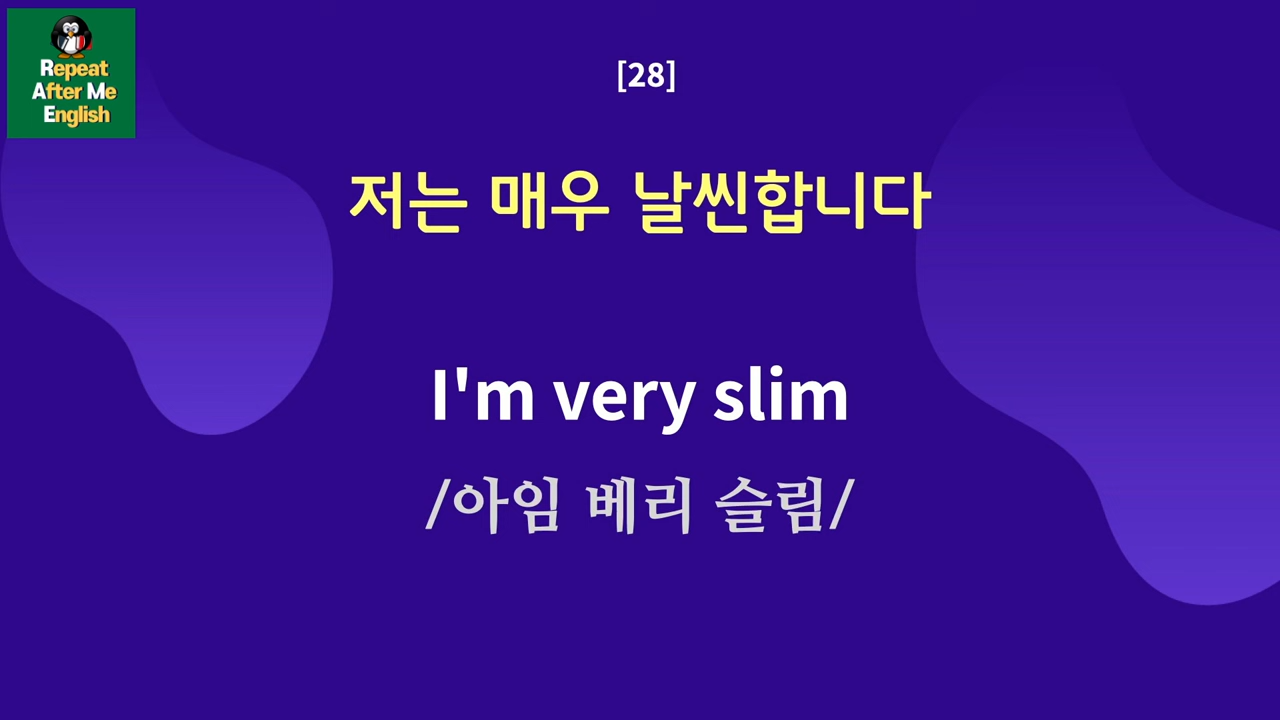 Repeat
After Me
English
[28]
저는 매우 날씬합니다
I'm very slim
/아임 베리 슬림/